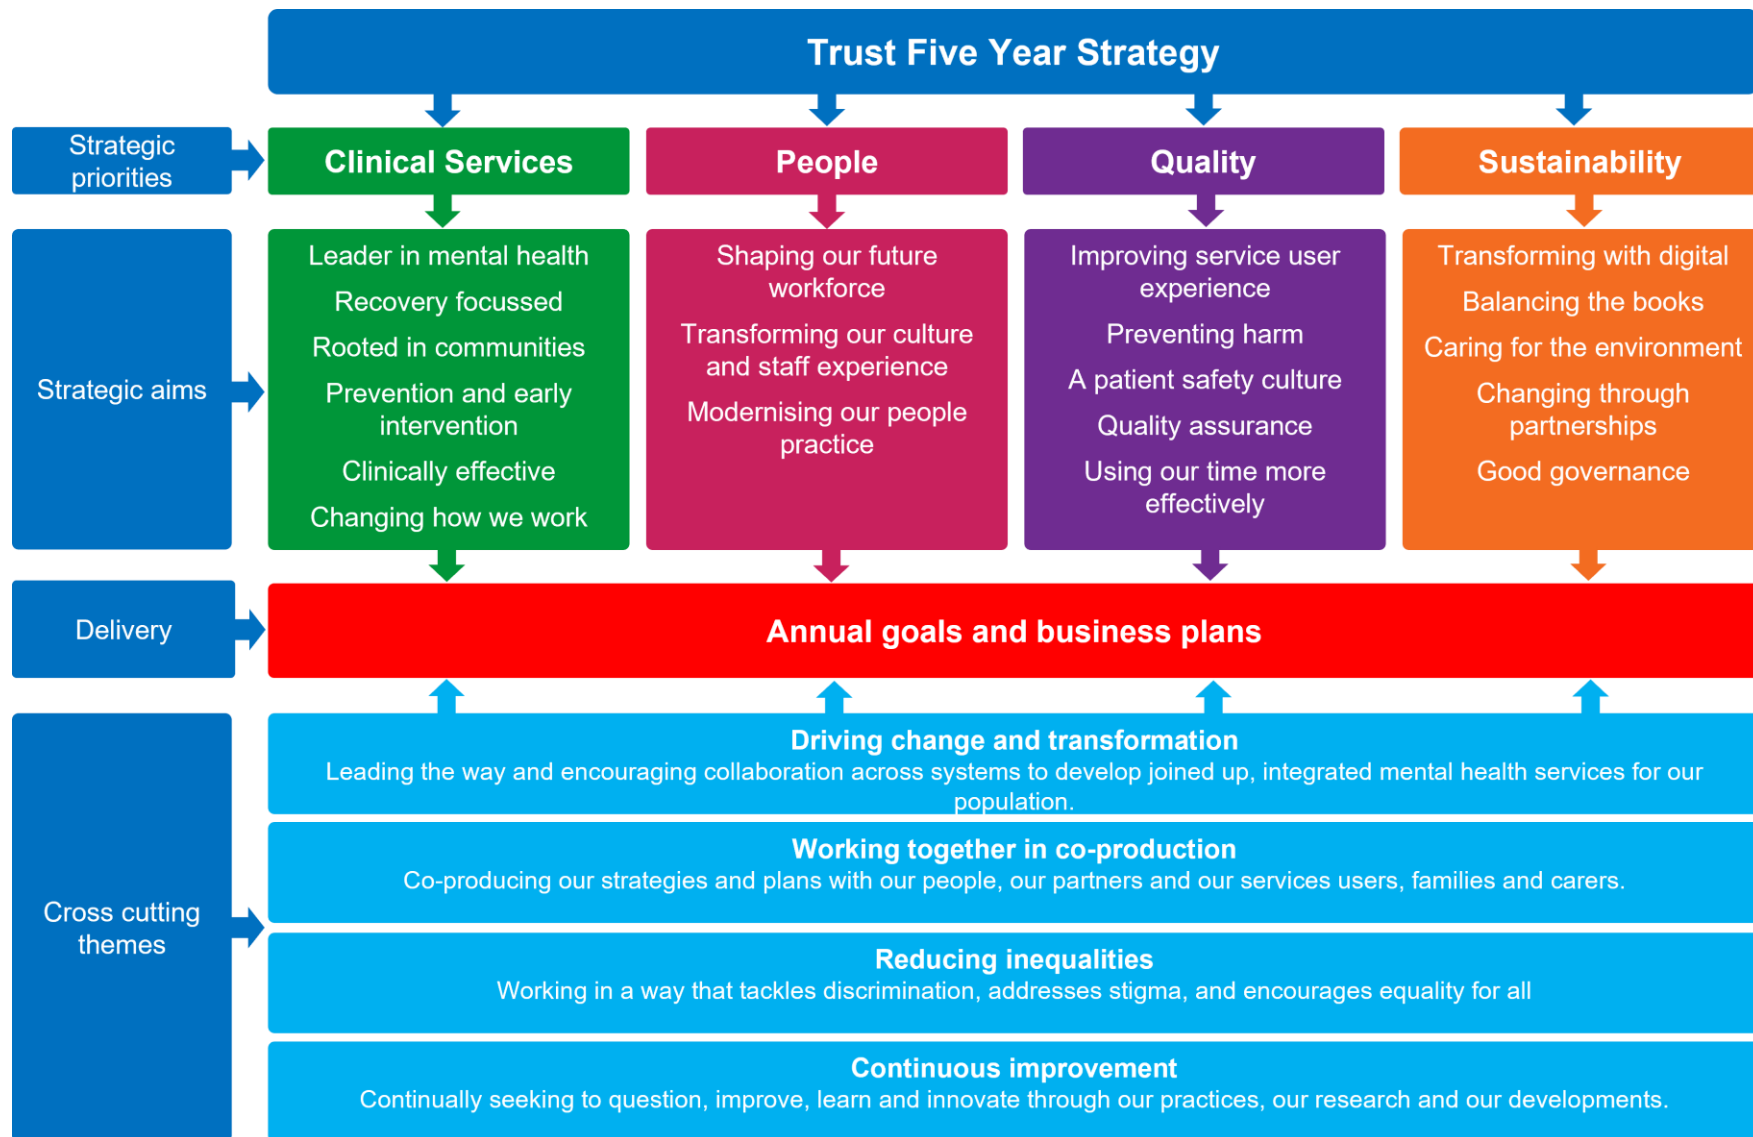 Trust Five Year Strategy
Strategic
priorities
Clinical Services
People
Quality
Sustainability
Strategic aims
Leader in mental health
Recovery focussed
Rooted in communities
Prevention and early
intervention
Clinically effective
Changing how we work
Shaping our future
workforce
Transforming our culture
and staff experience
Modernising our people
practice
Improving service user
experience
Preventing harm
A patient safety culture
Quality assurance
Using our time more
effectively
Transforming with digital
Balancing the books
Caring for the environment
Changing through
partnerships
Good governance
Delivery
Annual goals and business plans
Cross cutting
themes
Driving change and transformation
Leading the way and encouraging collaboration across systems to develop joined up, integrated mental health services for our
population.
Working together in co-production
Co-producing our strategies and plans with our people, our partners and our services users, families and carers.
Reducing inequalities
Working in a way that tackles discrimination, addresses stigma, and encourages equality for all
Continuous improvement
Continually seeking to question, improve, learn and innovate through our practices, our research and our developments.